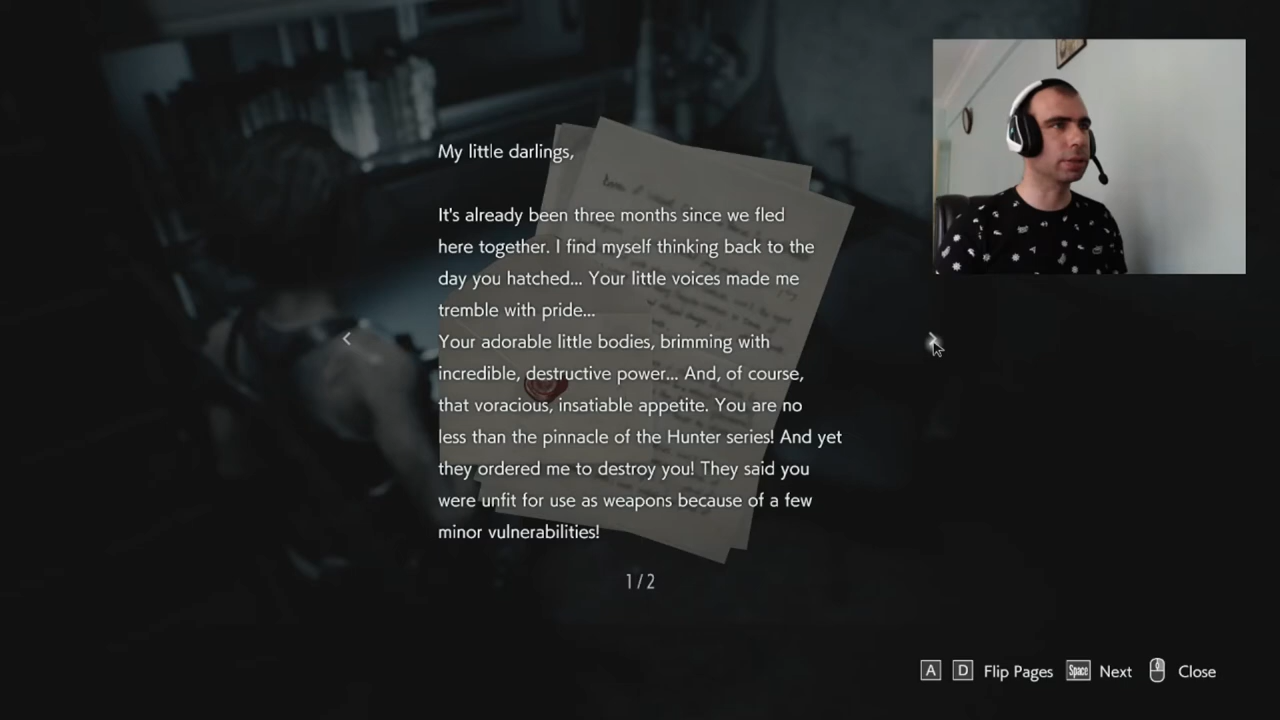 My little darlings,
It's already been three months since we fled
here together. I find myself thinking back to the
day you hatched... Your little voices made me
tremble with pride...
Your adorable little bodies, brimming with
incredible, destructive power... And, of course,
that voracious, insatiable appetite. You are no
less than the pinnacle of the Hunter series! And yet
they ordered me to destroy you! They said you
were unfit for use as weapons because of a few
minor vulnerabilities!
1 / 2
A D Flip Pages Space Next Close